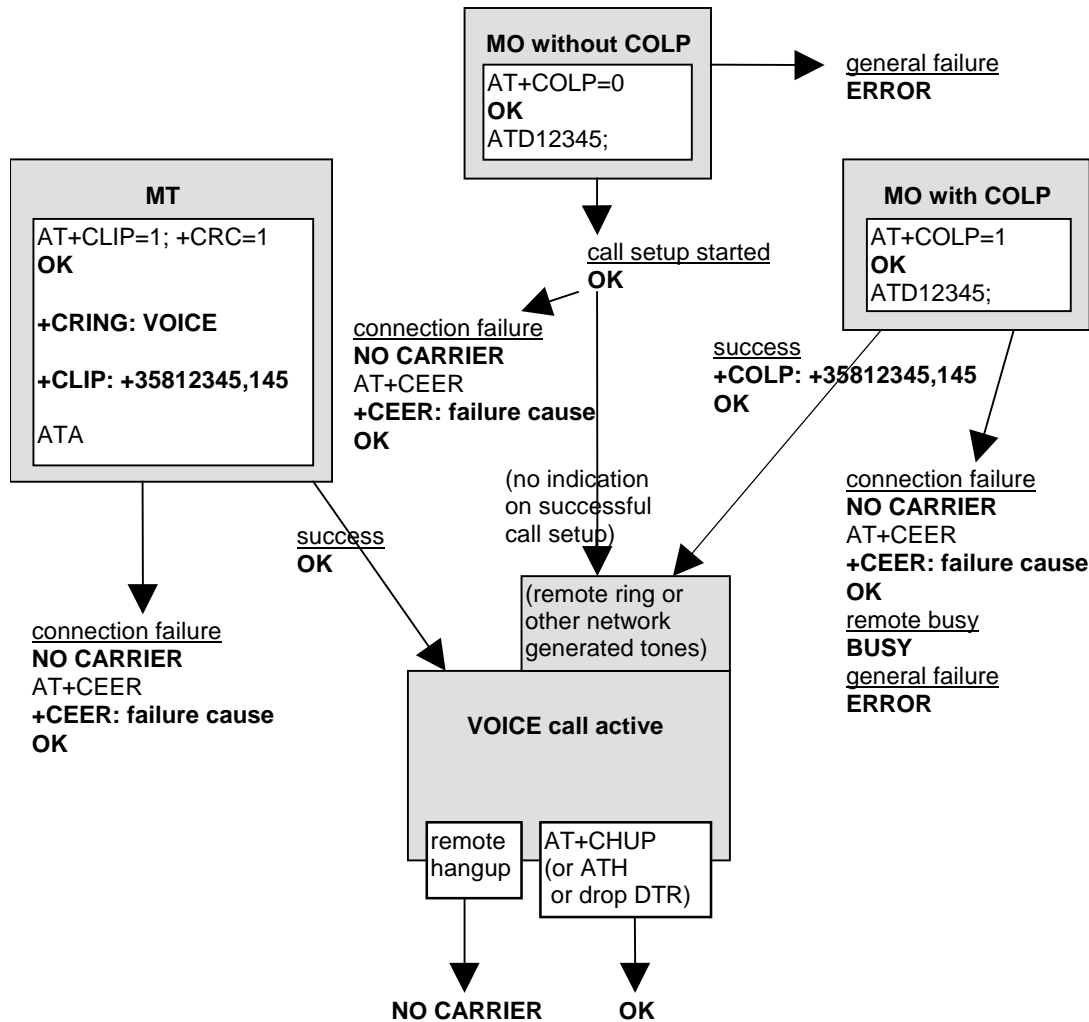 MO without COLP
AT+COLP=0
OK
ATD12345;
general failure
ERROR
MT
AT+CLIP=1; +CRC=1
OK
+CRING: VOICE
+CLIP: +35812345,145
ATA
MO with COLP
AT+COLP=1
OK
ATD12345;
call setup started
OK
connection failure
NO CARRIER
AT+CEER
+CEER: failure cause
OK
success
+COLP: +35812345,145
OK
(no indication
on successful
call setup)
success
OK
connection failure
NO CARRIER
AT+CEER
+CEER: failure cause
OK
remote busy
BUSY
general failure
ERROR
connection failure
NO CARRIER
AT+CEER
+CEER: failure cause
OK
(remote ring or
other network
generated tones)
VOICE call active
remote
hangup
AT+CHUP
(or ATH
or drop DTR)
NO CARRIER
OK